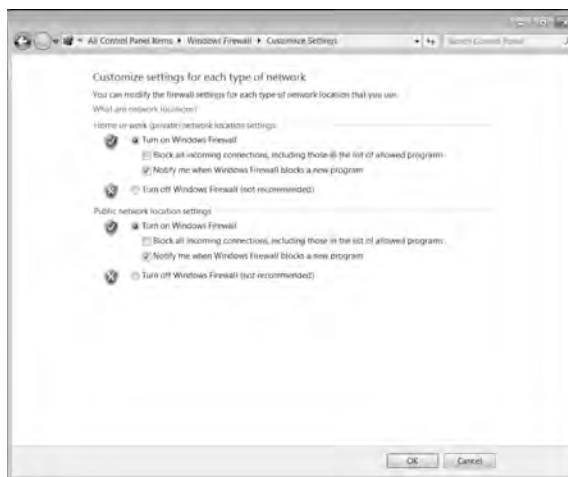 All Control Panel Items ▸ Windows Firewall ▸ Customize Settings
Search Control Panel
Customize settings for each type of network
You can modify the firewall settings for each type of network location that you use.
What are network locations?
Home or work (private) network location settings
Turn on Windows Firewall
Block all incoming connections, including those in the list of allowed programs
Notify me when Windows Firewall blocks a new program
Turn off Windows Firewall (not recommended)
Public network location settings
Turn on Windows Firewall
Block all incoming connections, including those in the list of allowed programs
Notify me when Windows Firewall blocks a new program
Turn off Windows Firewall (not recommended)
OK
Cancel